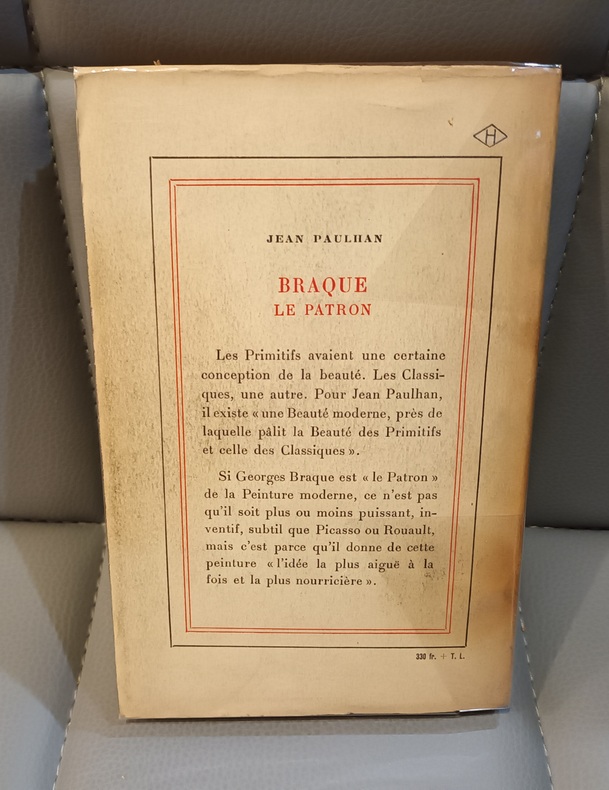 H
JEAN PAULHAN
BRAQUE
LE PATRON
Les Primitifs avaient une certaine
conception de la beauté. Les Classi-
ques, une autre. Pour Jean Paulhan,
il existe « une Beauté moderne, près de
laquelle pâlit la Beauté des Primitifs
et celle des Classiques ».
Si Georges Braque est « le Patron »
de la Peinture moderne, ce n'est pas
qu'il soit plus ou moins puissant, in-
ventif, subtil que Picasso ou Rouault,
mais c'est parce qu'il donne de cette
peinture « l'idée la plus aiguë à la
fois et la plus nourricière ».
330 fr. + T. L.